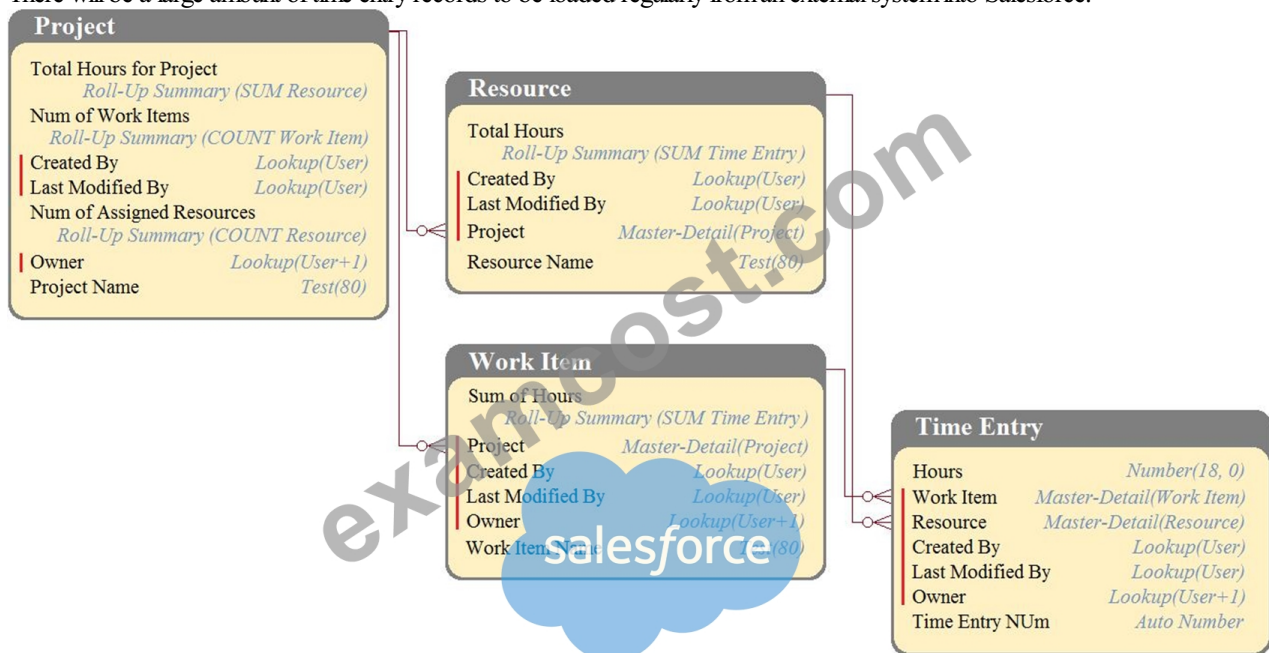 There will be a large amount of time entry records to be loaded regularly from an external system into Salesforce.
Project
Total Hours for Project
Roll-Up Summary (SUM Resource)
Num of Work Items
Roll-Up Summary (COUNT Work Item)
Created By Lookup(User)
Last Modified By Lookup(User)
Num of Assigned Resources
Roll-Up Summary (COUNT Resource)
Owner Lookup(User+1)
Project Name Test(80)
Resource
Total Hours
Roll-Up Summary (SUM Time Entry)
Created By Lookup(User)
Last Modified By Lookup(User)
Project Master-Detail(Project)
Resource Name Test(80)
Work Item
Sum of Hours
Roll-Up Summary (SUM Time Entry)
Project Master-Detail(Project)
Created By Lookup(User)
Last Modified By Lookup(User)
Owner Lookup(User+1)
Work Item Name Test(80)
Time Entry
Hours Number(18, 0)
Work Item Master-Detail(Work Item)
Resource Master-Detail(Resource)
Created By Lookup(User)
Last Modified By Lookup(User)
Owner Lookup(User+1)
Time Entry NUm Auto Number
examcost.com
salesforce